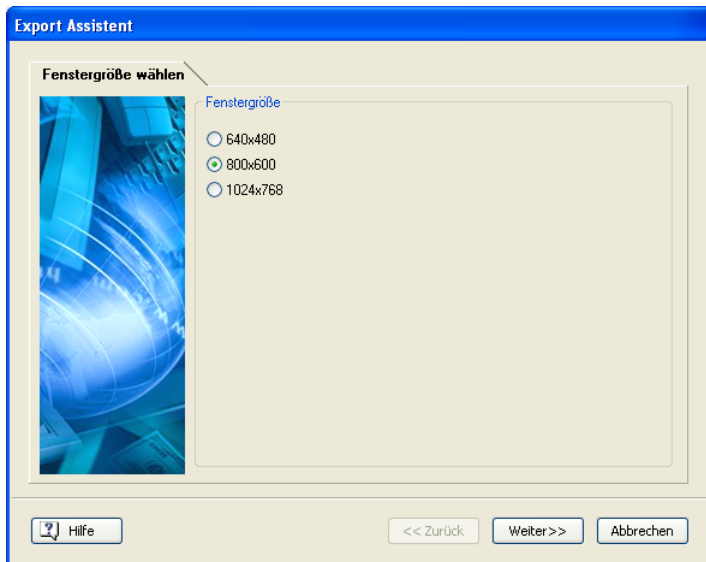 Export Assistent
Fenstergröße wählen
Fenstergröße
640x480
800x600
1024x768
Hilfe
<< Zurück
Weiter>>
Abbrechen